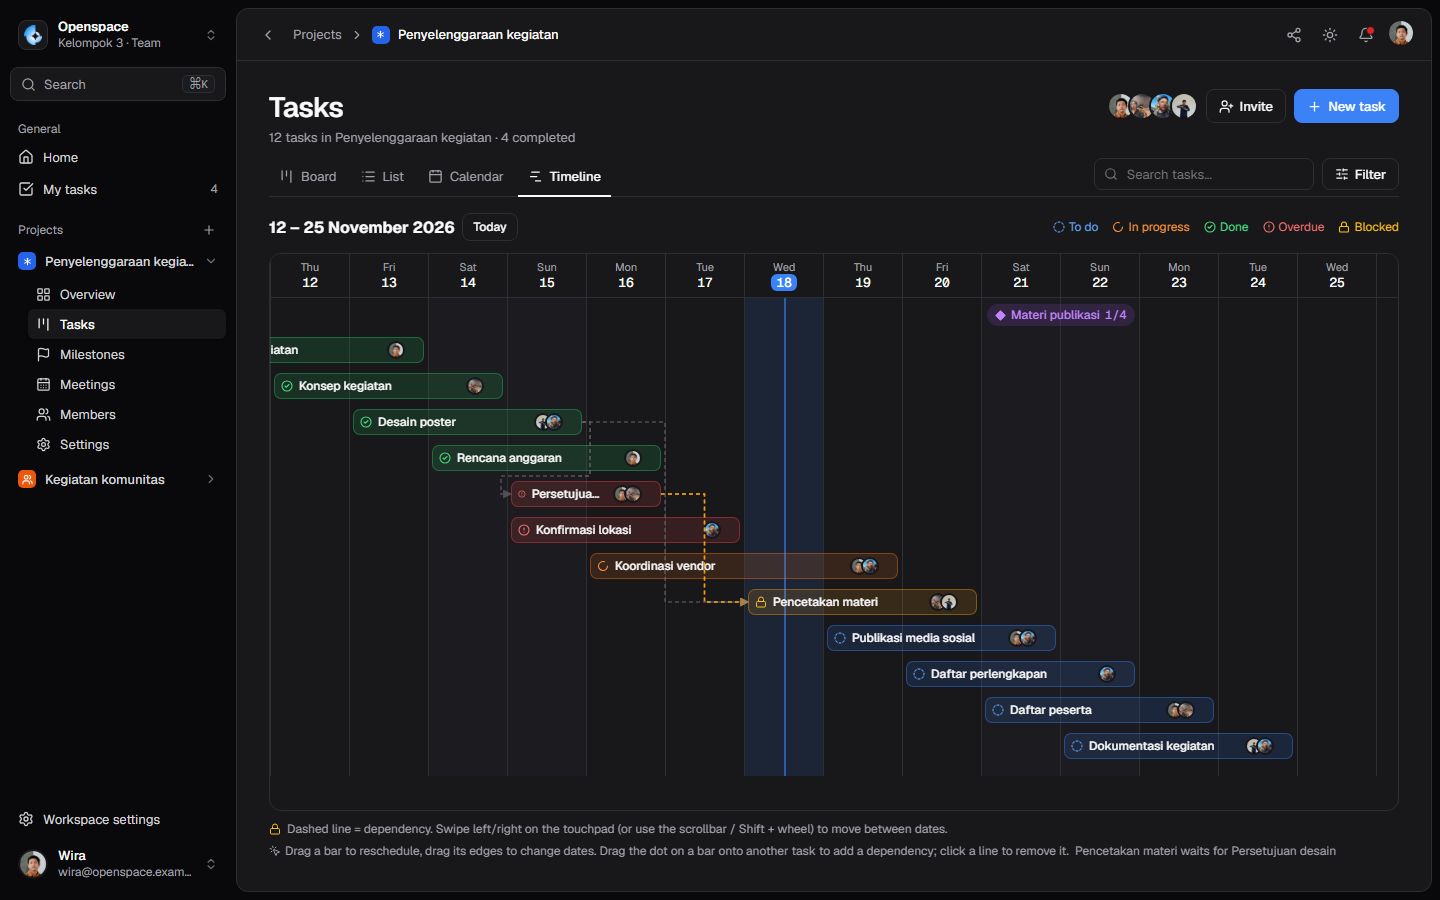 Openspace
Kelompok 3 · Team
Search
⌘K
General
Home
My tasks
4
Projects
Penyelenggaraan kegia...
Overview
Tasks
Milestones
Meetings
Members
Settings
Kegiatan komunitas
Workspace settings
Wira
wira@openspace.exam...
Projects
Penyelenggaraan kegiatan
Tasks
12 tasks in Penyelenggaraan kegiatan · 4 completed
Invite
New task
Board
List
Calendar
Timeline
Search tasks...
Filter
12 – 25 November 2026
Today
To do
In progress
Done
Overdue
Blocked
Thu 12
Fri 13
Sat 14
Sun 15
Mon 16
Tue 17
Wed 18
Thu 19
Fri 20
Sat 21
Sun 22
Mon 23
Tue 24
Wed 25
Materi publikasi 1/4
iatan
Konsep kegiatan
Desain poster
Rencana anggaran
Persetujua...
Konfirmasi lokasi
Koordinasi vendor
Pencetakan materi
Publikasi media sosial
Daftar perlengkapan
Daftar peserta
Dokumentasi kegiatan
Dashed line = dependency. Swipe left/right on the touchpad (or use the scrollbar / Shift + wheel) to move between dates.
Drag a bar to reschedule, drag its edges to change dates. Drag the dot on a bar onto another task to add a dependency; click a line to remove it. Pencetakan materi waits for Persetujuan desain